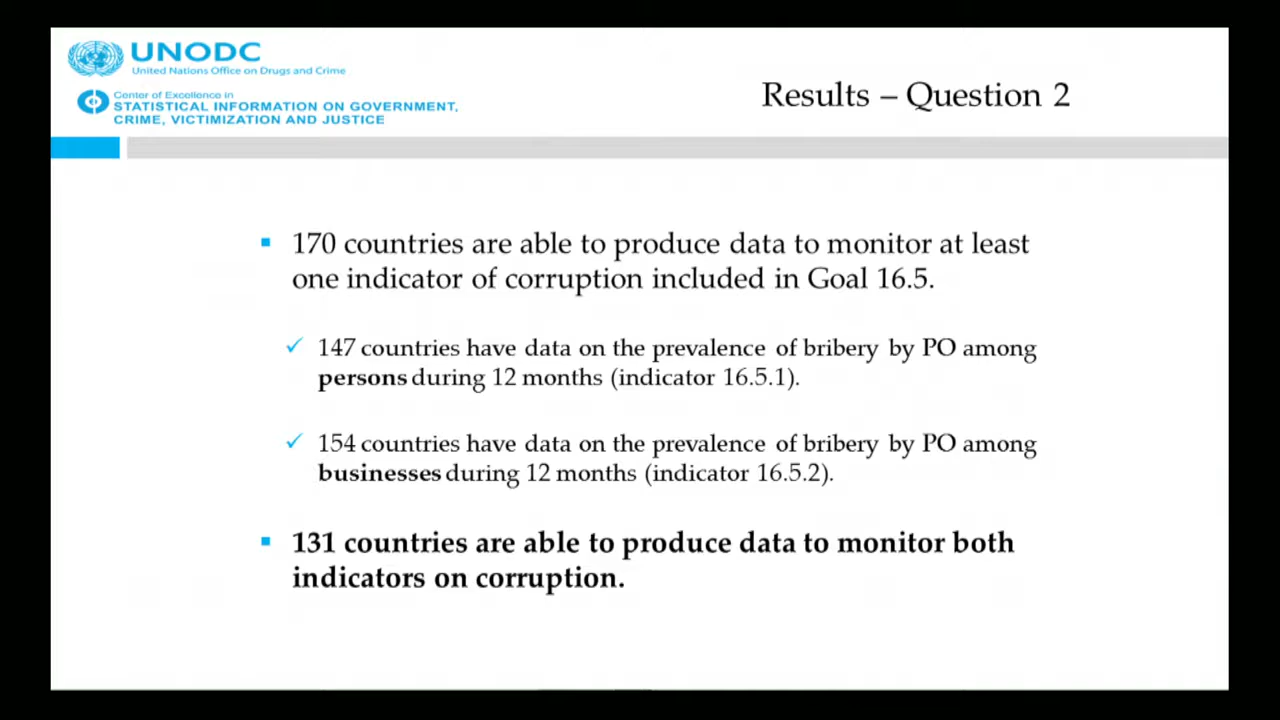 UNODC
United Nations Office on Drugs and Crime
Center of Excellence in
STATISTICAL INFORMATION ON GOVERNMENT,
CRIME, VICTIMIZATION AND JUSTICE
Results – Question 2
170 countries are able to produce data to monitor at least
one indicator of corruption included in Goal 16.5.
147 countries have data on the prevalence of bribery by PO among
persons during 12 months (indicator 16.5.1).
154 countries have data on the prevalence of bribery by PO among
businesses during 12 months (indicator 16.5.2).
131 countries are able to produce data to monitor both
indicators on corruption.